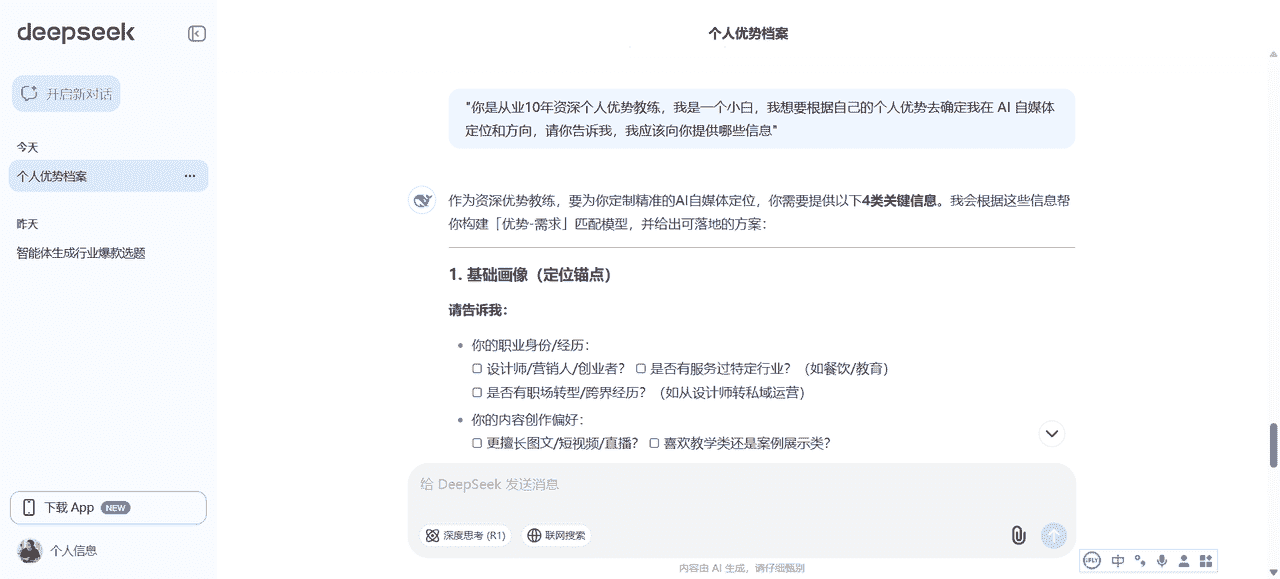 deepseek
个人优势档案
开启新对话
今天
个人优势档案
昨天
智能体生成行业爆款选题
下载 App NEW
个人信息
"你是从业10年资深个人优势教练，我是一个小白，我想要根据自己的个人优势去确定我在 AI 自媒体
定位和方向，请你告诉我，我应该向你提供哪些信息"
作为资深优势教练，要为你定制精准的AI自媒体定位，你需要提供以下4类关键信息。我会根据这些信息帮
你构建「优势-需求」匹配模型，并给出可落地的方案：
1. 基础画像（定位锚点）
请告诉我：
• 你的职业身份/经历：
□ 设计师/营销人/创业者？ □ 是否有服务过特定行业？（如餐饮/教育）
□ 是否有职场转型/跨界经历？（如从设计师转私域运营）
• 你的内容创作偏好：
□ 更擅长图文/短视频/直播？ □ 喜欢教学类还是案例展示类？
给 DeepSeek 发送消息
深度思考 (R1) 联网搜索
内容由 AI 生成，请仔细甄别
iFLY 中